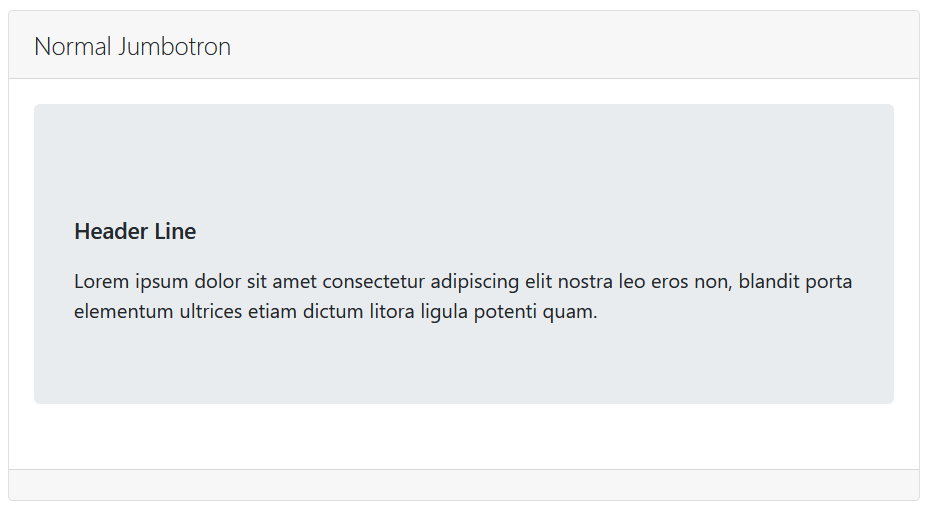 Normal Jumbotron
Header Line
Lorem ipsum dolor sit amet consectetur adipiscing elit nostra leo eros non, blandit porta
elementum ultrices etiam dictum litora ligula potenti quam.